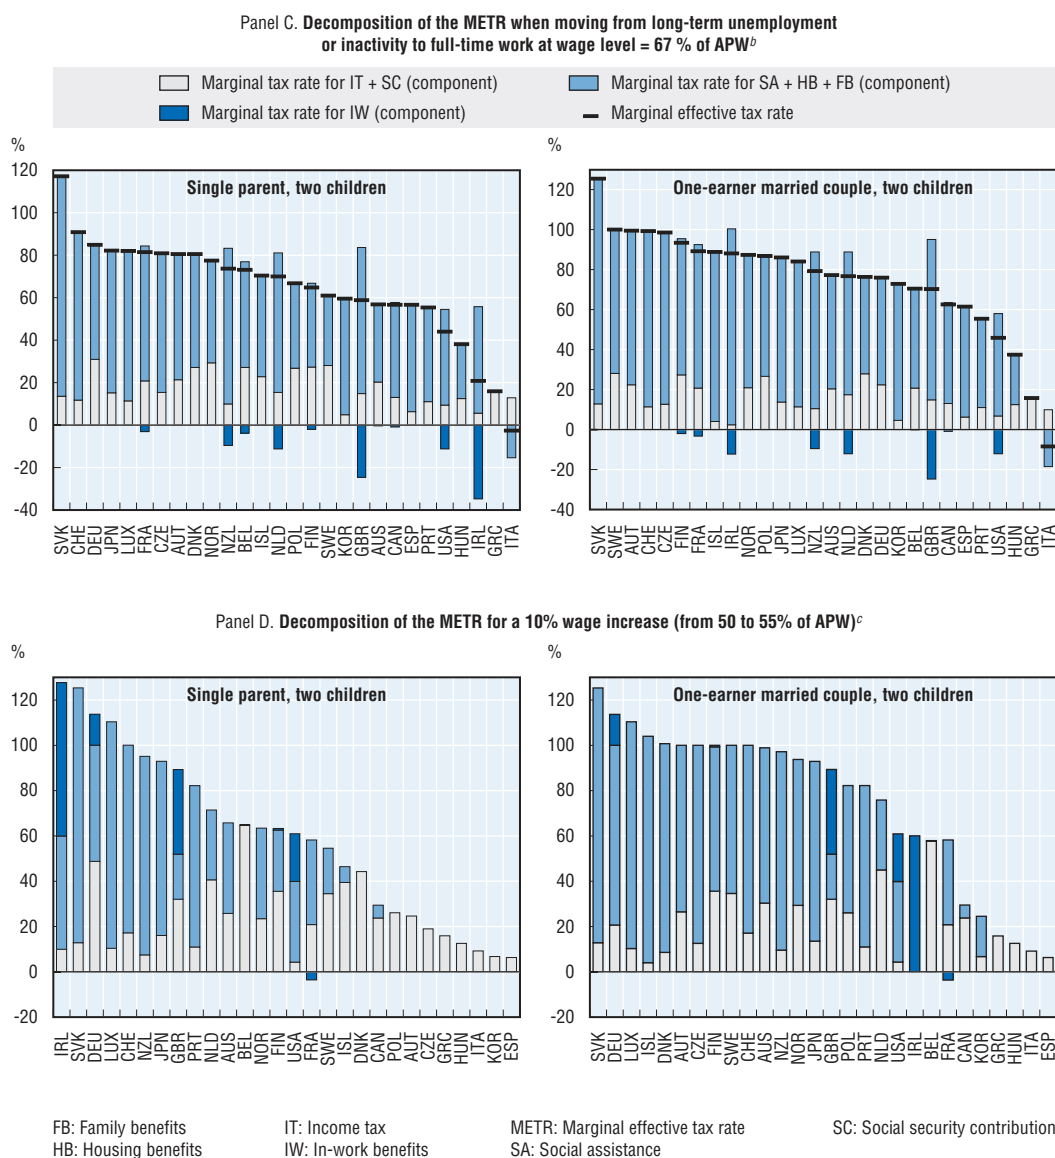 Panel C. Decomposition of the METR when moving from long-term unemployment
or inactivity to full-time work at wage level = 67 % of APWᵇ
Marginal tax rate for IT + SC (component)
Marginal tax rate for SA + HB + FB (component)
Marginal tax rate for IW (component)
Marginal effective tax rate
%
%
Single parent, two children
One-earner married couple, two children
120
100
80
60
40
20
0
-20
-40
120
100
80
60
40
20
0
-20
-40
SVK CHE DEU JPN LUX FRA CZE AUT DNK NOR NZL BEL ISL NLD POL FIN SWE KOR GBR AUS CAN ESP PRT USA HUN IRL GRC ITA
SVK SWE AUT CHE CZE FIN FRA ISL IRL NOR POL JPN LUX NZL AUS NLD DNK DEU KOR BEL GBR CAN ESP PRT USA HUN GRC ITA
Panel D. Decomposition of the METR for a 10% wage increase (from 50 to 55% of APW)ᶜ
%
%
Single parent, two children
One-earner married couple, two children
120
100
80
60
40
20
0
-20
120
100
80
60
40
20
0
-20
IRL SVK DEU LUX CHE NZL JPN GBR PRT NLD AUS BEL NOR FIN USA FRA SWE ISL DNK CAN POL AUT CZE GRC HUN ITA KOR ESP
SVK DEU LUX ISL DNK AUT CZE FIN SWE CHE AUS NZL NOR JPN GBR POL PRT NLD USA IRL BEL FRA CAN KOR GRC HUN ITA ESP
FB: Family benefits
IT: Income tax
METR: Marginal effective tax rate
SC: Social security contribution
HB: Housing benefits
IW: In-work benefits
SA: Social assistance